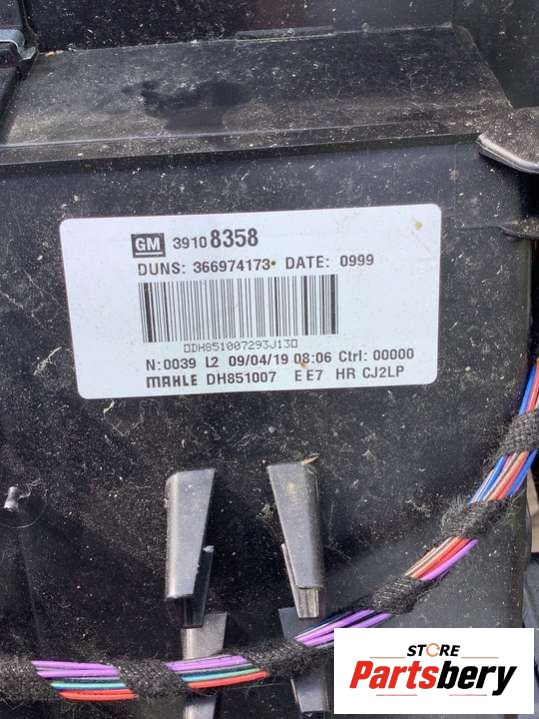 GM 39108358
DUNS: 366974173• DATE: 0999
▯DH851007293J13▯
N:0039 L2 09/04/19 08:06 Ctrl: 00000
MAHLE DH851007 E E7 HR CJ2LP
STORE
Partsbery